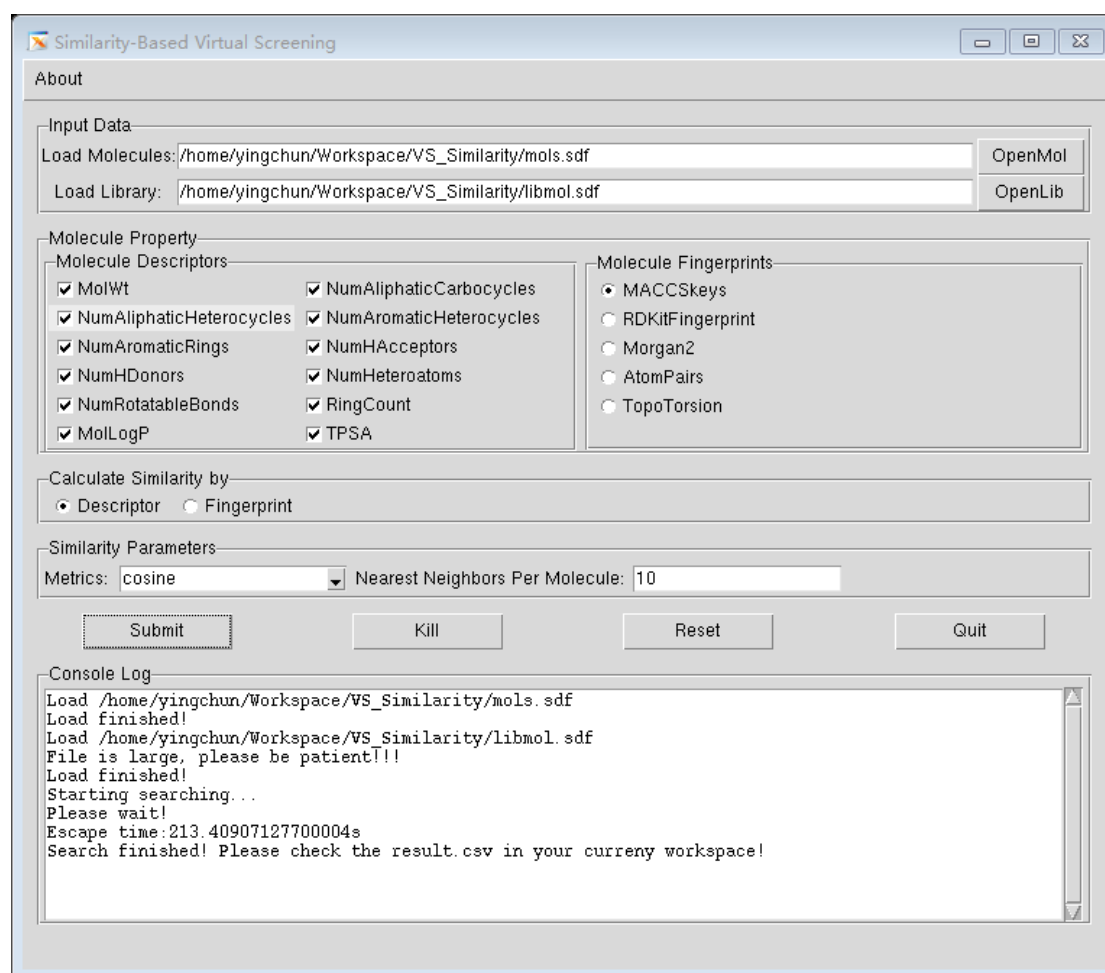 Similarity-Based Virtual Screening
About
Input Data
Load Molecules: /home/yingchun/Workspace/VS_Similarity/mols.sdf OpenMol
Load Library: /home/yingchun/Workspace/VS_Similarity/libmol.sdf OpenLib
Molecule Property
Molecule Descriptors
MolWt NumAliphaticCarbocycles
NumAliphaticHeterocycles NumAromaticHeterocycles
NumAromaticRings NumHAcceptors
NumHDonors NumHeteroatoms
NumRotatableBonds RingCount
MolLogP TPSA
Molecule Fingerprints
MACCSkeys
RDKitFingerprint
Morgan2
AtomPairs
TopoTorsion
Calculate Similarity by
Descriptor Fingerprint
Similarity Parameters
Metrics: cosine Nearest Neighbors Per Molecule: 10
Submit Kill Reset Quit
Console Log
Load /home/yingchun/Workspace/VS_Similarity/mols.sdf
Load finished!
Load /home/yingchun/Workspace/VS_Similarity/libmol.sdf
File is large, please be patient!!!
Load finished!
Starting searching...
Please wait!
Escape time:213.40907127700004s
Search finished! Please check the result.csv in your curreny workspace!